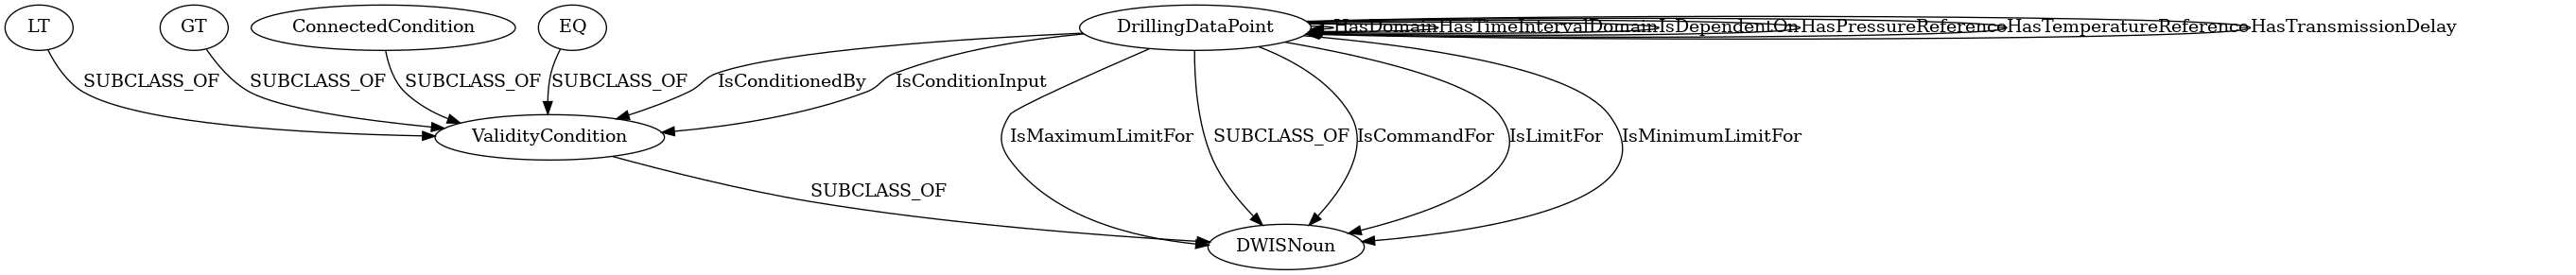 LT
GT
ConnectedCondition
EQ
DrillingDataPoint
HasDomain
HasTimeIntervalDomain
IsDependentOn
HasPressureReference
HasTemperatureReference
HasTransmissionDelay
SUBCLASS_OF
SUBCLASS_OF
SUBCLASS_OF
SUBCLASS_OF
IsConditionedBy
IsConditionInput
ValidityCondition
IsMaximumLimitFor
SUBCLASS_OF
IsCommandFor
IsLimitFor
IsMinimumLimitFor
SUBCLASS_OF
DWISNoun